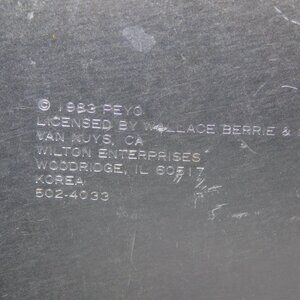 © 1983 PEYO
LICENSED BY WALLACE BERRIE &
VAN NUYS, CA
WILTON ENTERPRISES
WOODRIDGE, IL 60517
KOREA
502-4033